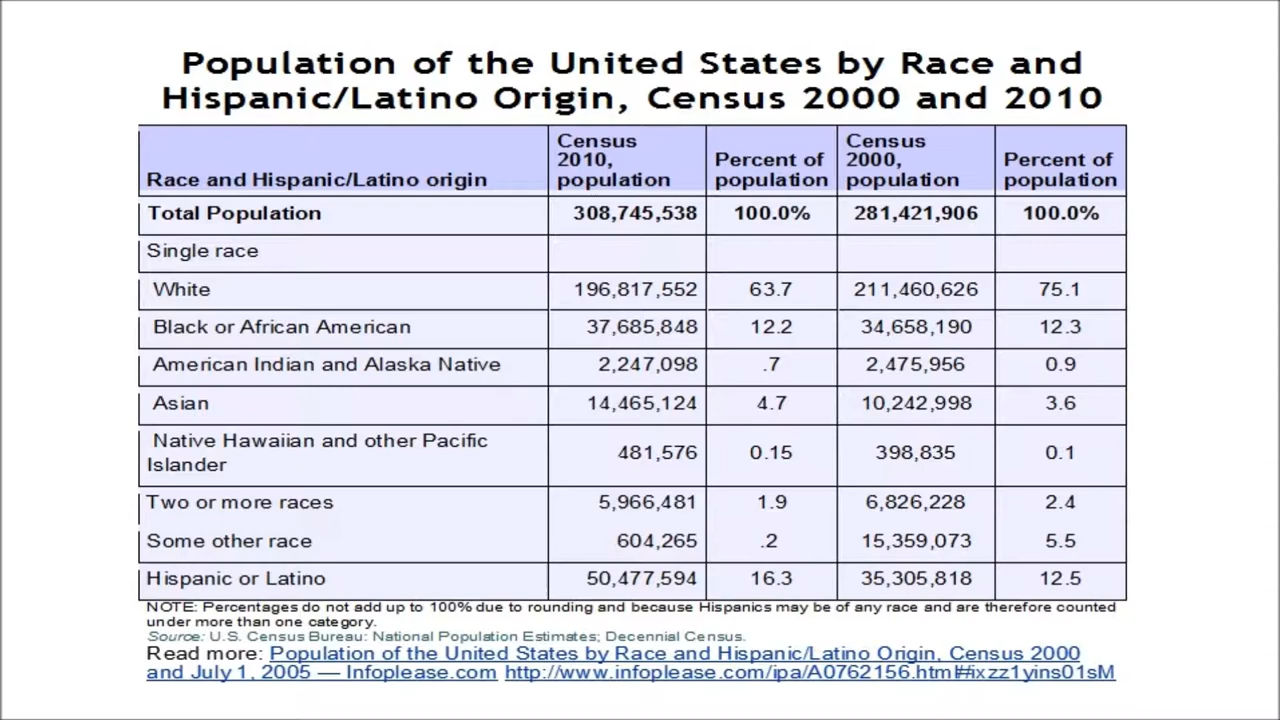 Population of the United States by Race and
Hispanic/Latino Origin, Census 2000 and 2010
Race and Hispanic/Latino origin Census 2010, population Percent of population Census 2000, population Percent of population
Total Population 308,745,538 100.0% 281,421,906 100.0%
Single race
White 196,817,552 63.7 211,460,626 75.1
Black or African American 37,685,848 12.2 34,658,190 12.3
American Indian and Alaska Native 2,247,098 .7 2,475,956 0.9
Asian 14,465,124 4.7 10,242,998 3.6
Native Hawaiian and other Pacific Islander 481,576 0.15 398,835 0.1
Two or more races 5,966,481 1.9 6,826,228 2.4
Some other race 604,265 .2 15,359,073 5.5
Hispanic or Latino 50,477,594 16.3 35,305,818 12.5
NOTE: Percentages do not add up to 100% due to rounding and because Hispanics may be of any race and are therefore counted
under more than one category.
Source: U.S. Census Bureau: National Population Estimates; Decennial Census.
Read more: Population of the United States by Race and Hispanic/Latino Origin, Census 2000
and July 1, 2005 — Infoplease.com http://www.infoplease.com/ipa/A0762156.html#ixzz1yins01sM